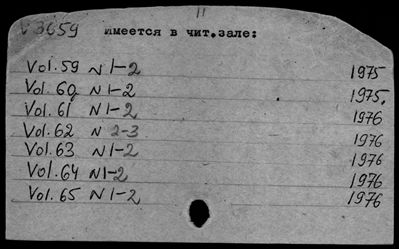 11
V 3659 имеется в чит.зале:
Vol. 59 N 1-2 1975
Vol. 60 N 1-2 1975.
Vol. 61 N 1-2 1976
Vol. 62 N 2-3 1976
Vol. 63 N 1-2 1976
Vol. 64 N 1-2 1976
Vol. 65 N 1-2 1976